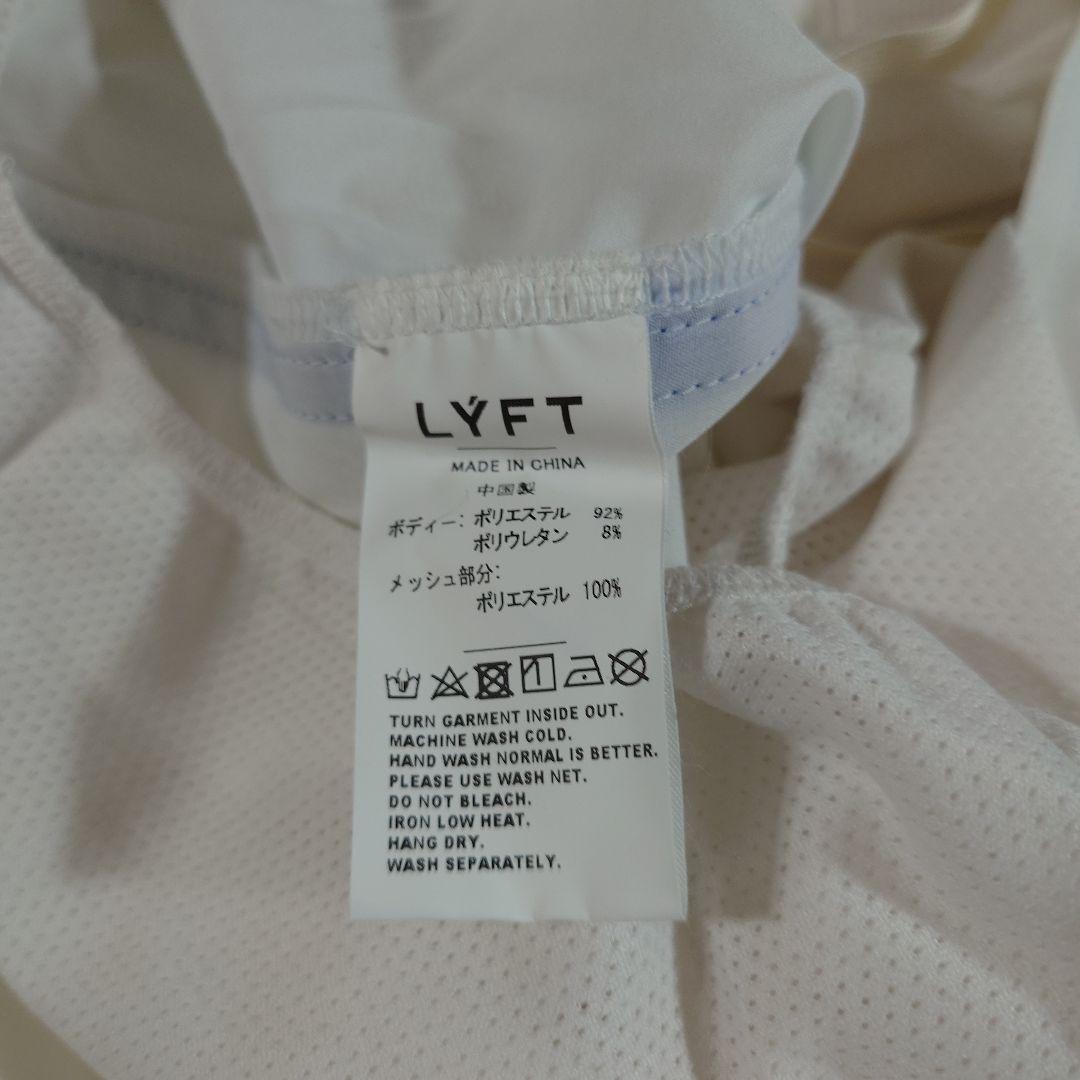 LÝFT
MADE IN CHINA
中国製
ボディー: ポリエステル 92%
ポリウレタン 8%
メッシュ部分:
ポリエステル 100%
TURN GARMENT INSIDE OUT.
MACHINE WASH COLD.
HAND WASH NORMAL IS BETTER.
PLEASE USE WASH NET.
DO NOT BLEACH.
IRON LOW HEAT.
HANG DRY.
WASH SEPARATELY.